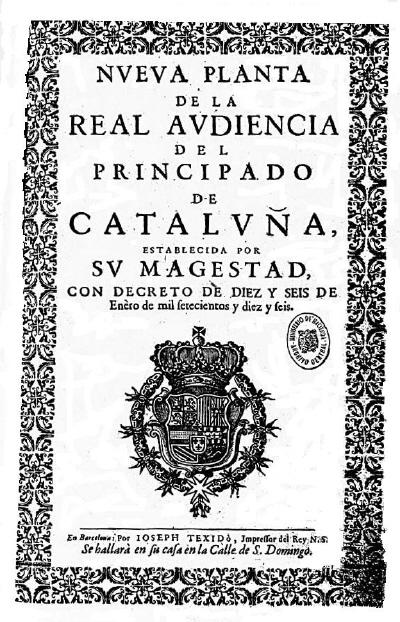 NVEVA PLANTA
DE LA
REAL AVDIENCIA
DEL
PRINCIPADO
DE
CATALVÑA,
ESTABLECIDA POR
SV MAGESTAD,
CON DECRETO DE DIEZ Y SEIS DE
Enèro de mil ſetecientos y diez y ſeis.
En Barcelona: Por IOSEPH TEXIDÒ, Impreſſor del Rey N.S.
Se hallarà en ſu caſa en la Calle de S. Domingo.